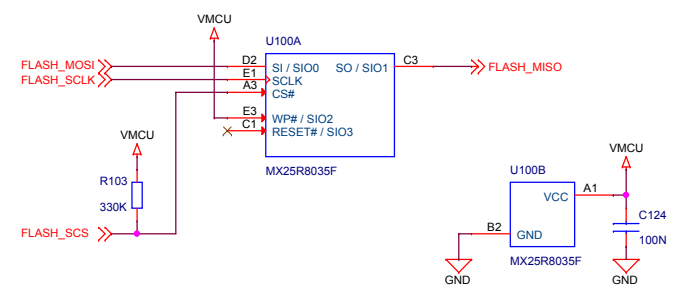 VMCU
U100A
FLASH_MOSI D2 SI / SIO0 SO / SIO1 C3 FLASH_MISO
FLASH_SCLK E1 SCLK
A3 CS#
E3 WP# / SIO2
C1 RESET# / SIO3
MX25R8035F
VMCU
R103
330K
FLASH_SCS
VMCU
U100B
VCC A1
B2 GND
C124
100N
MX25R8035F
GND
GND